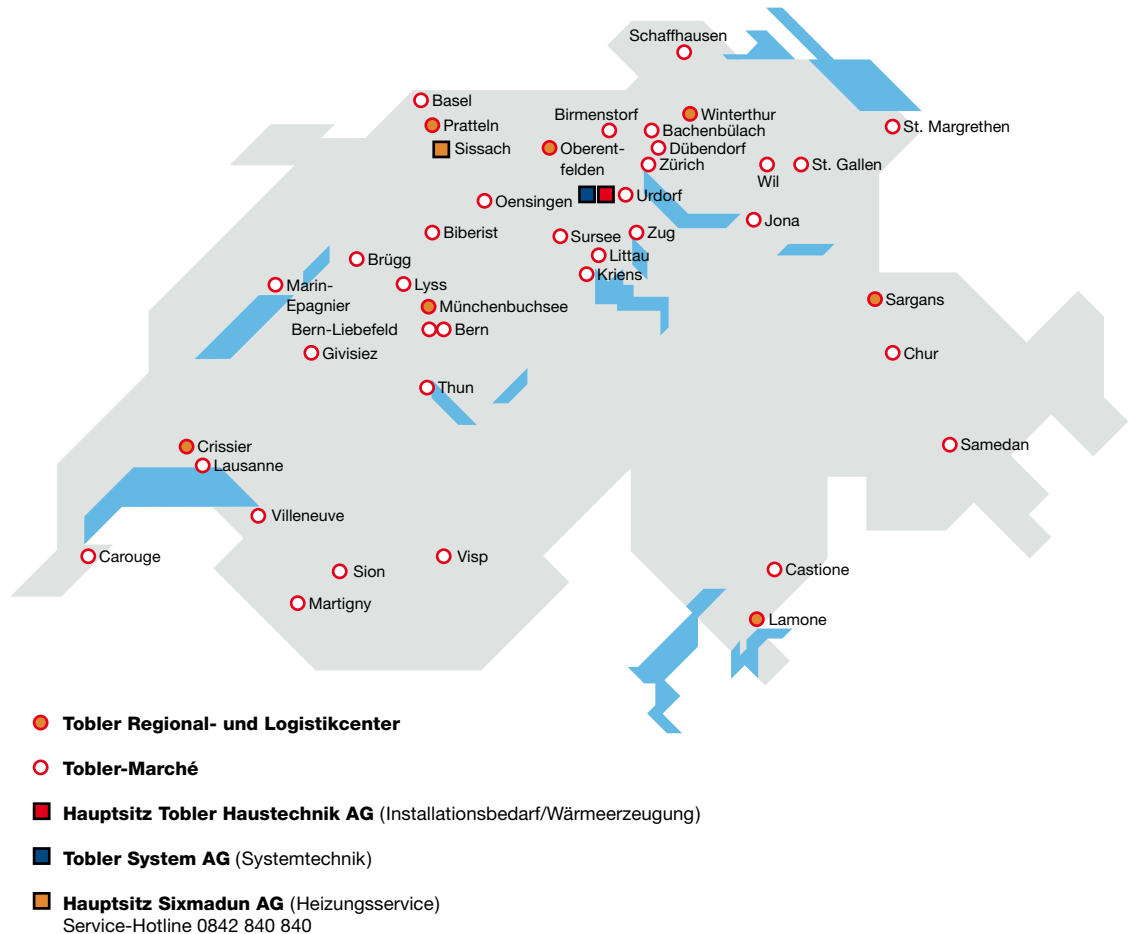 Schaffhausen
Basel
Birmenstorf
Winterthur
Pratteln
Bachenbülach
St. Margrethen
Sissach
Oberent-
felden
Dübendorf
Zürich
Wil
St. Gallen
Oensingen
Urdorf
Jona
Biberist
Sursee
Zug
Brügg
Littau
Kriens
Marin-
Epagnier
Lyss
Münchenbuchsee
Sargans
Bern-Liebefeld
Bern
Givisiez
Chur
Thun
Crissier
Samedan
Lausanne
Villeneuve
Carouge
Visp
Sion
Castione
Martigny
Lamone
Tobler Regional- und Logistikcenter
Tobler-Marché
Hauptsitz Tobler Haustechnik AG (Installationsbedarf/Wärmeerzeugung)
Tobler System AG (Systemtechnik)
Hauptsitz Sixmadun AG (Heizungsservice)
Service-Hotline 0842 840 840